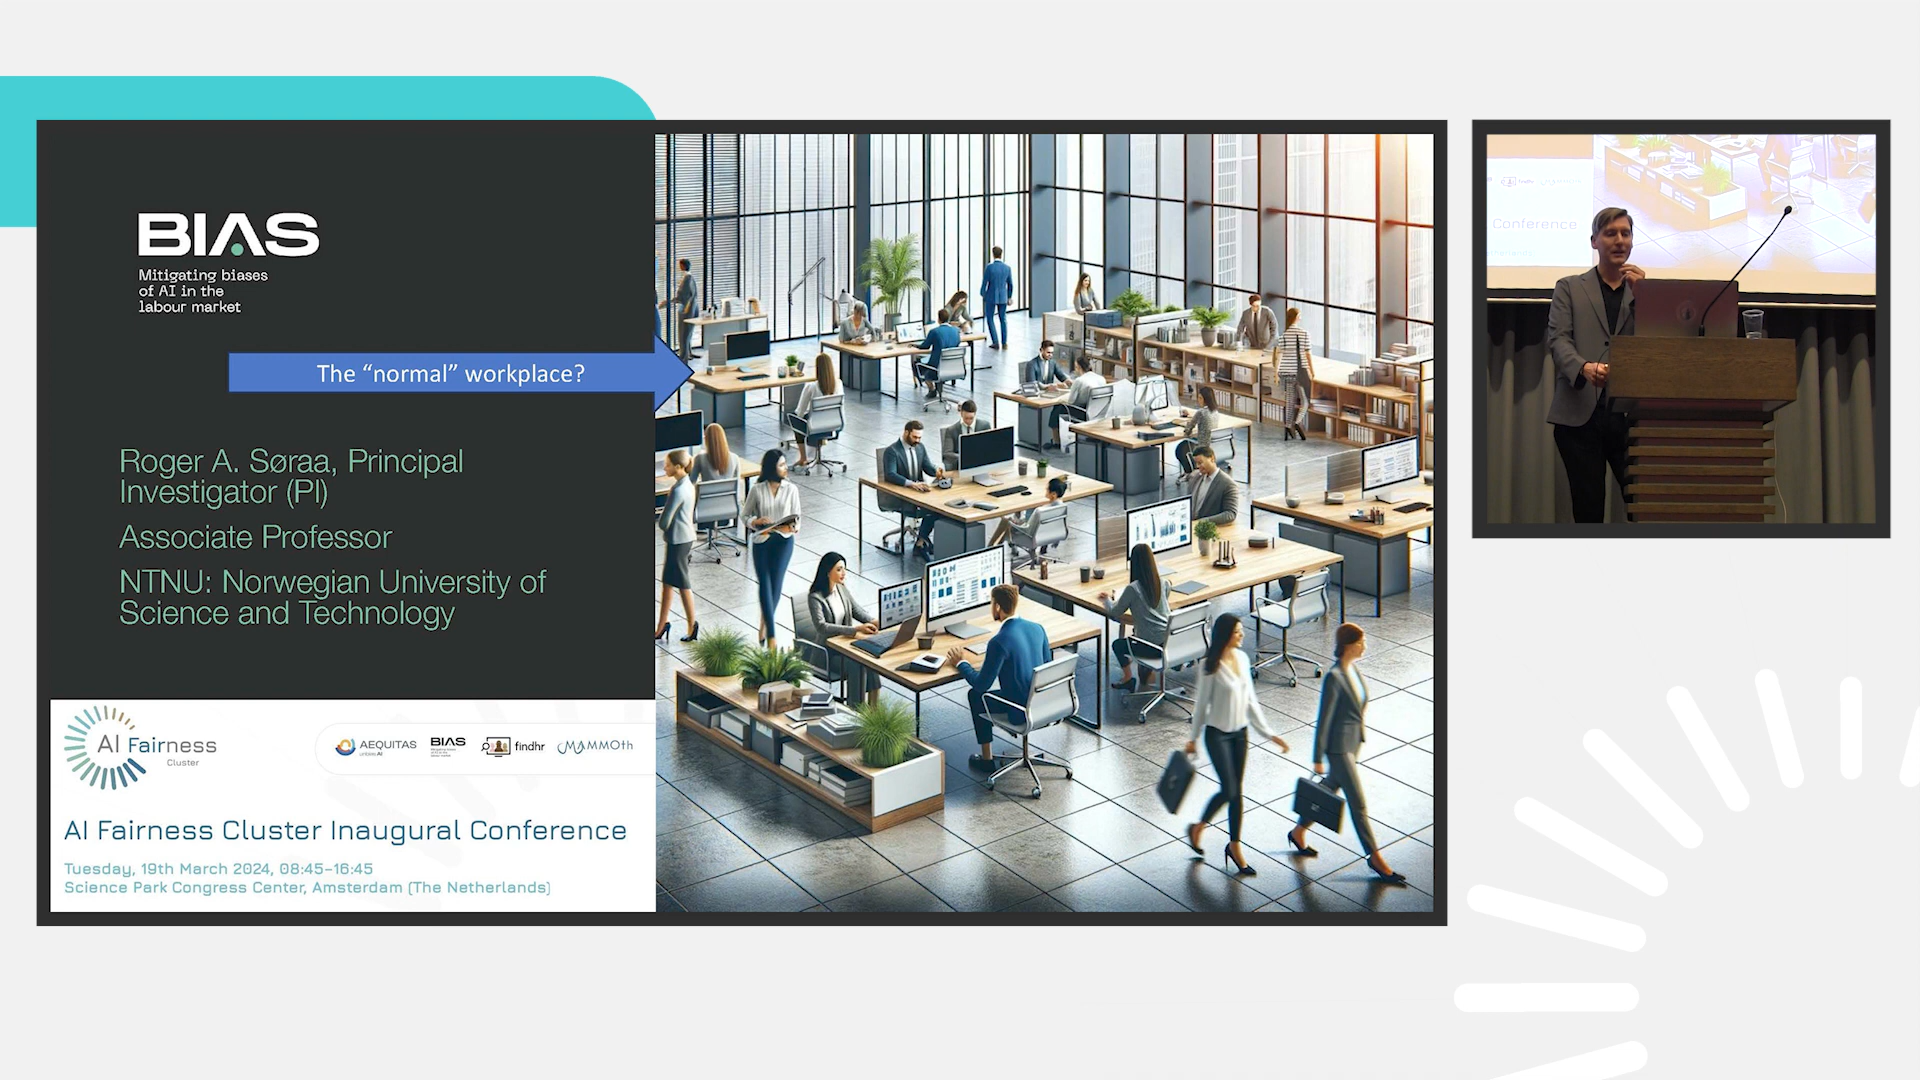 BIAS
Mitigating biases
of AI in the
labour market
The “normal” workplace?
Roger A. Søraa, Principal
Investigator (PI)
Associate Professor
NTNU: Norwegian University of
Science and Technology
AI Fairness
Cluster
AEQUITAS
BIAS
findhr
MAMMOth
AI Fairness Cluster Inaugural Conference
Tuesday, 19th March 2024, 08:45–16:45
Science Park Congress Center, Amsterdam (The Netherlands)
findhr
Conference